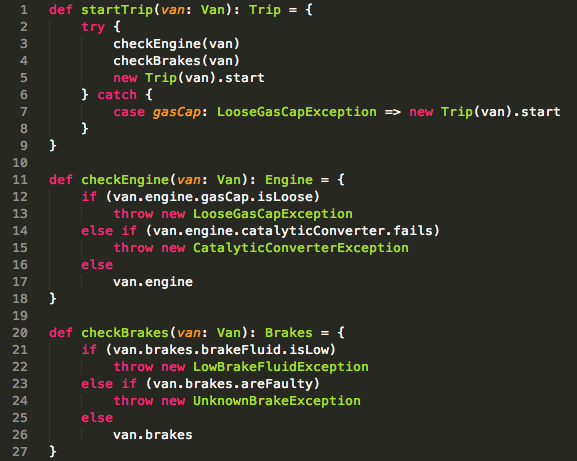 1 def startTrip(van: Van): Trip = {
2     try {
3         checkEngine(van)
4         checkBrakes(van)
5         new Trip(van).start
6     } catch {
7         case gasCap: LooseGasCapException => new Trip(van).start
8     }
9 }
10
11 def checkEngine(van: Van): Engine = {
12     if (van.engine.gasCap.isLoose)
13         throw new LooseGasCapException
14     else if (van.engine.catalyticConverter.fails)
15         throw new CatalyticConverterException
16     else
17         van.engine
18 }
19
20 def checkBrakes(van: Van): Brakes = {
21     if (van.brakes.brakeFluid.isLow)
22         throw new LowBrakeFluidException
23     else if (van.brakes.areFaulty)
24         throw new UnknownBrakeException
25     else
26         van.brakes
27 }